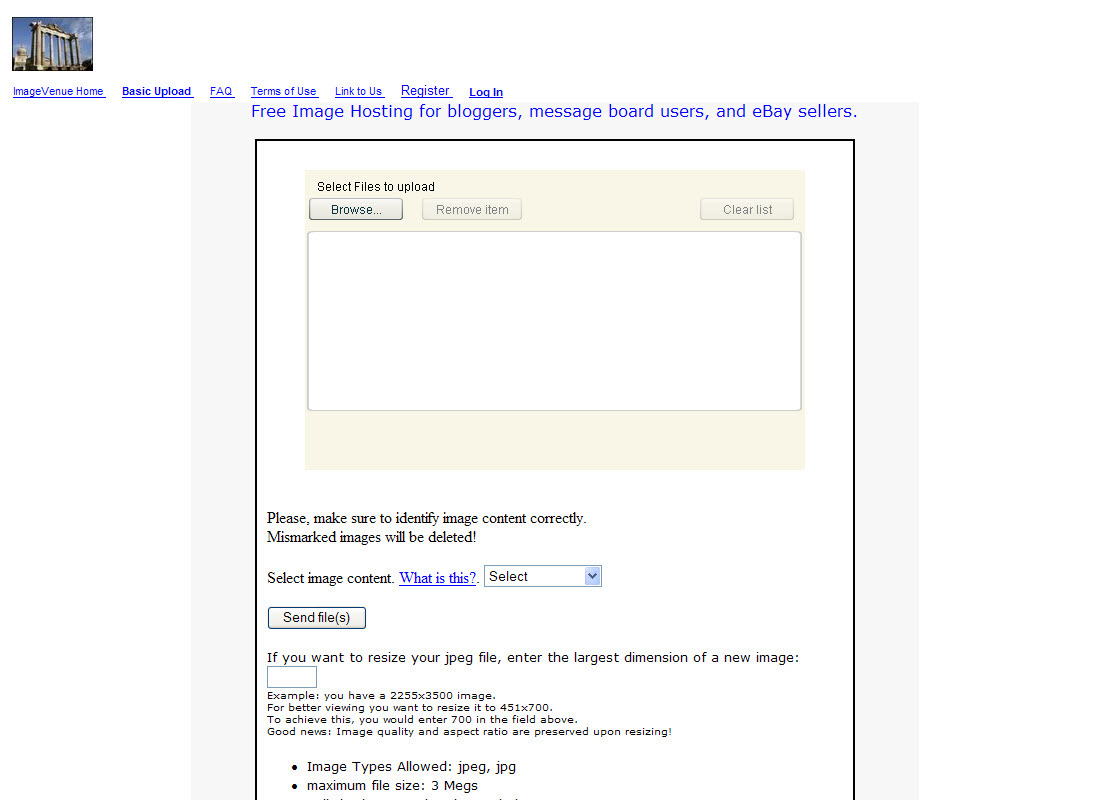 ImageVenue Home Basic Upload FAQ Terms of Use Link to Us Register Log In
Free Image Hosting for bloggers, message board users, and eBay sellers.
Select Files to upload
Browse... Remove item Clear list
Please, make sure to identify image content correctly.
Mismarked images will be deleted!
Select image content. What is this?. Select
Send file(s)
If you want to resize your jpeg file, enter the largest dimension of a new image:
Example: you have a 2255x3500 image.
For better viewing you want to resize it to 451x700.
To achieve this, you would enter 700 in the field above.
Good news: Image quality and aspect ratio are preserved upon resizing!
• Image Types Allowed: jpeg, jpg
• maximum file size: 3 Megs